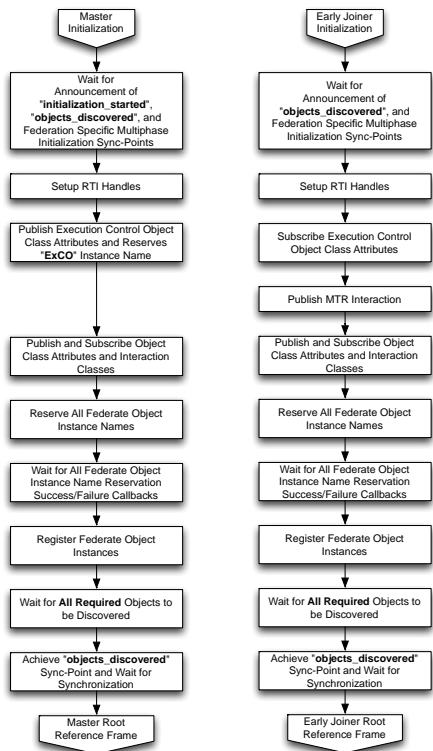 Master
Initialization
Wait for
Announcement of
"initialization_started",
"objects_discovered", and
Federation Specific Multiphase
Initialization Sync-Points
Setup RTI Handles
Publish Execution Control Object
Class Attributes and Reserves
"ExCO" Instance Name
Publish and Subscribe Object
Class Attributes and Interaction
Classes
Reserve All Federate Object
Instance Names
Wait for All Federate Object
Instance Name Reservation
Success/Failure Callbacks
Register Federate Object
Instances
Wait for All Required Objects to
be Discovered
Achieve "objects_discovered"
Sync-Point and Wait for
Synchronization
Master Root
Reference Frame
Early Joiner
Initialization
Wait for
Announcement of
"objects_discovered", and
Federation Specific Multiphase
Initialization Sync-Points
Setup RTI Handles
Subscribe Execution Control
Object Class Attributes
Publish MTR Interaction
Publish and Subscribe Object
Class Attributes and Interaction
Classes
Reserve All Federate Object
Instance Names
Wait for All Federate Object
Instance Name Reservation
Success/Failure Callbacks
Register Federate Object
Instances
Wait for All Required Objects to
be Discovered
Achieve "objects_discovered"
Sync-Point and Wait for
Synchronization
Early Joiner Root
Reference Frame